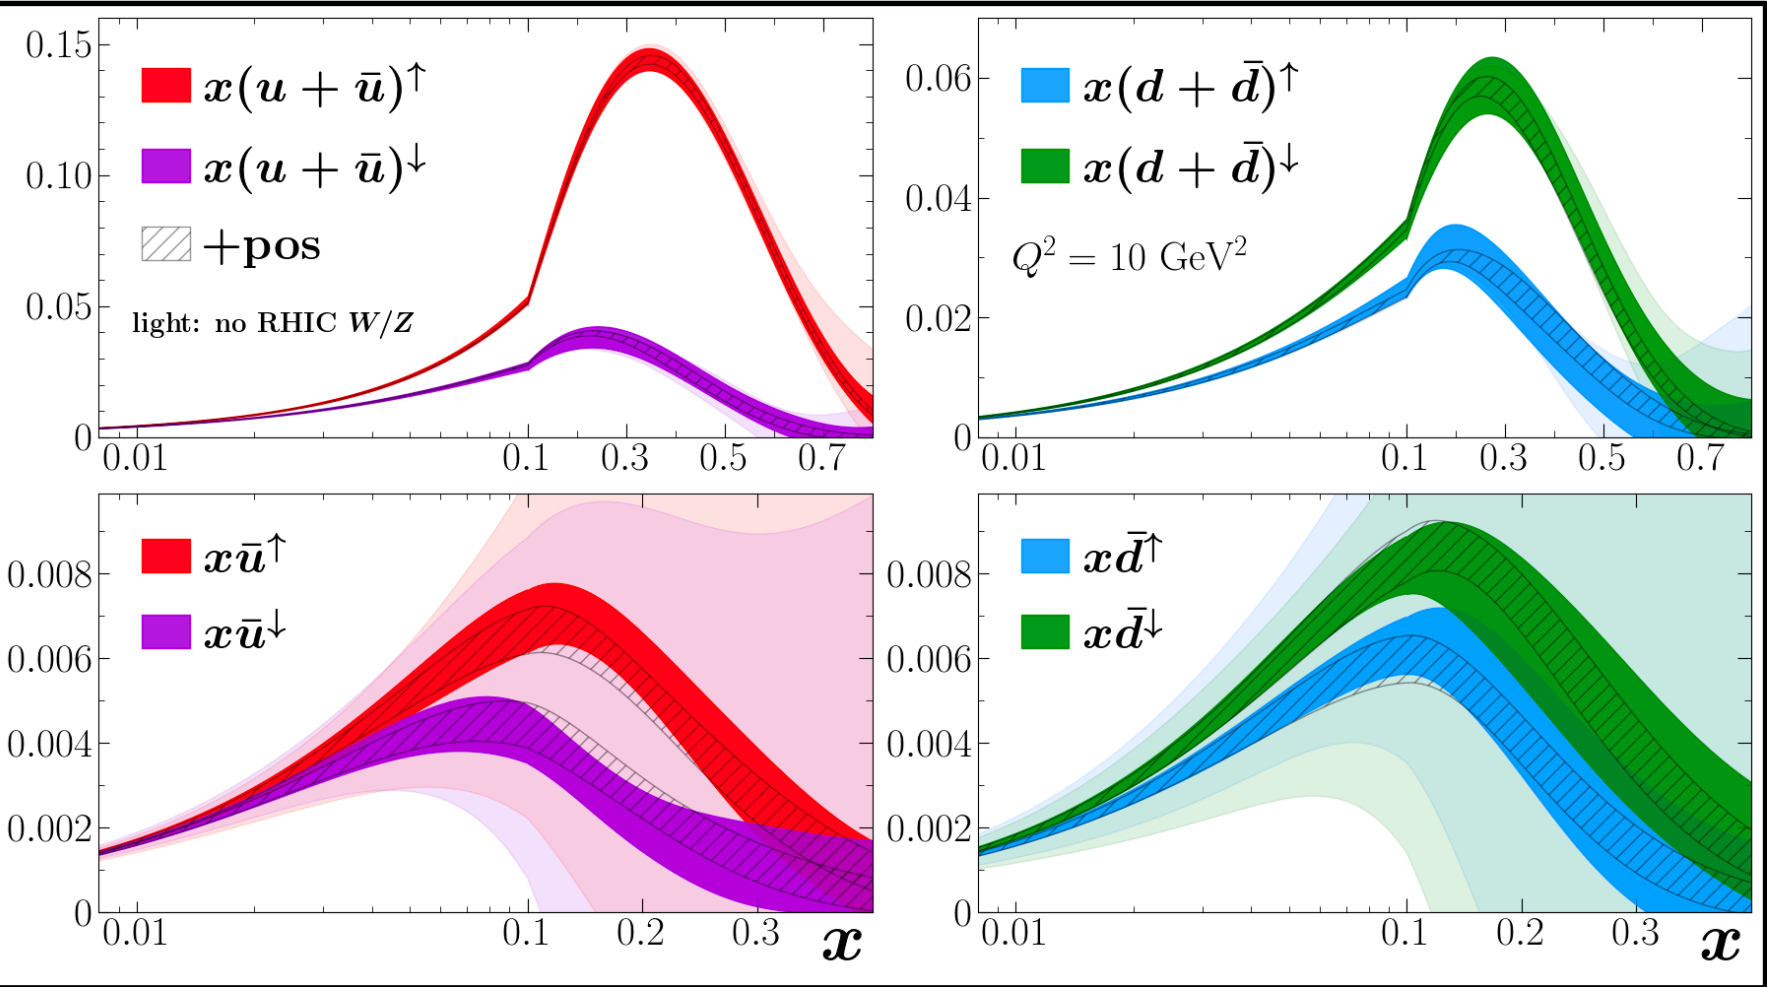 0.15
0.10
0.05
0
x(u + ū)↑
x(u + ū)↓
+pos
light: no RHIC W/Z
0.01 0.1 0.3 0.5 0.7
0.06
0.04
0.02
0
x(d + d̄)↑
x(d + d̄)↓
Q² = 10 GeV²
0.01 0.1 0.3 0.5 0.7
0.008
0.006
0.004
0.002
0
xū↑
xū↓
0.01 0.1 0.2 0.3
x
0.008
0.006
0.004
0.002
0
xd̄↑
xd̄↓
0.01 0.1 0.2 0.3
x